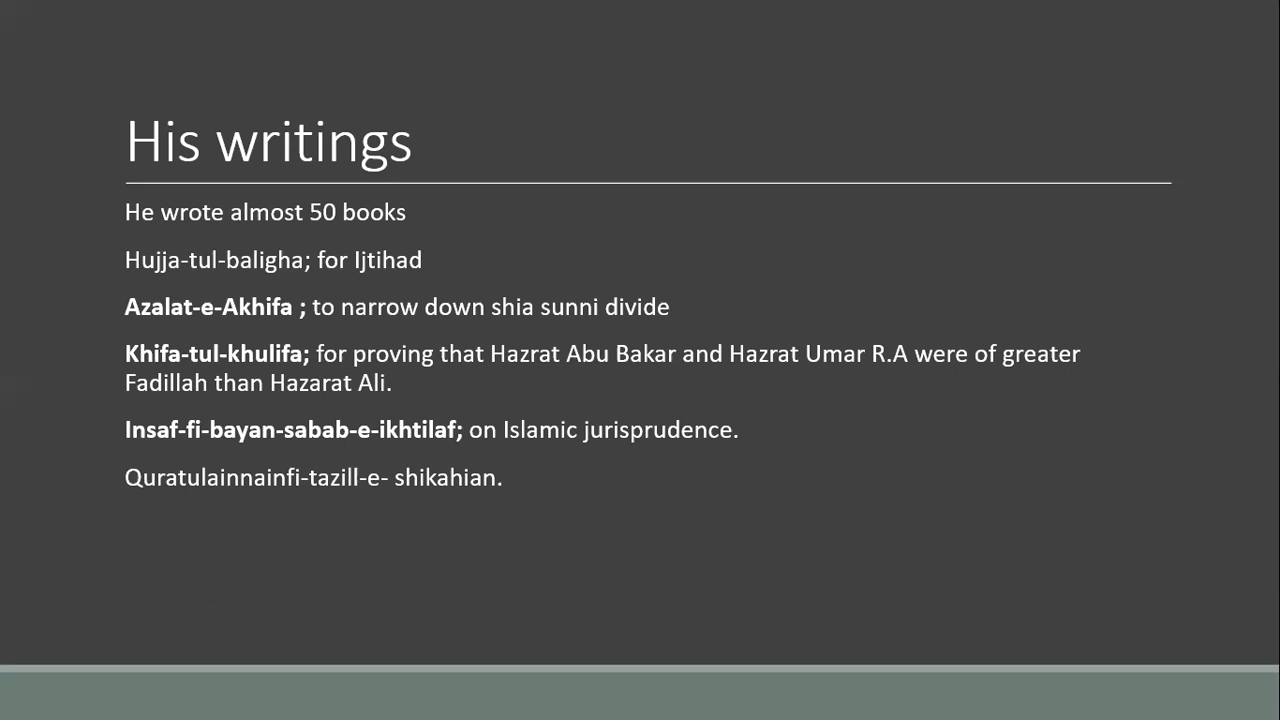 His writings
He wrote almost 50 books
Hujja-tul-baligha; for Ijtihad
Azalat-e-Akhifa ; to narrow down shia sunni divide
Khifa-tul-khulifa; for proving that Hazrat Abu Bakar and Hazrat Umar R.A were of greater
Fadillah than Hazarat Ali.
Insaf-fi-bayan-sabab-e-ikhtilaf; on Islamic jurisprudence.
Quratulainnainfi-tazill-e- shikahian.